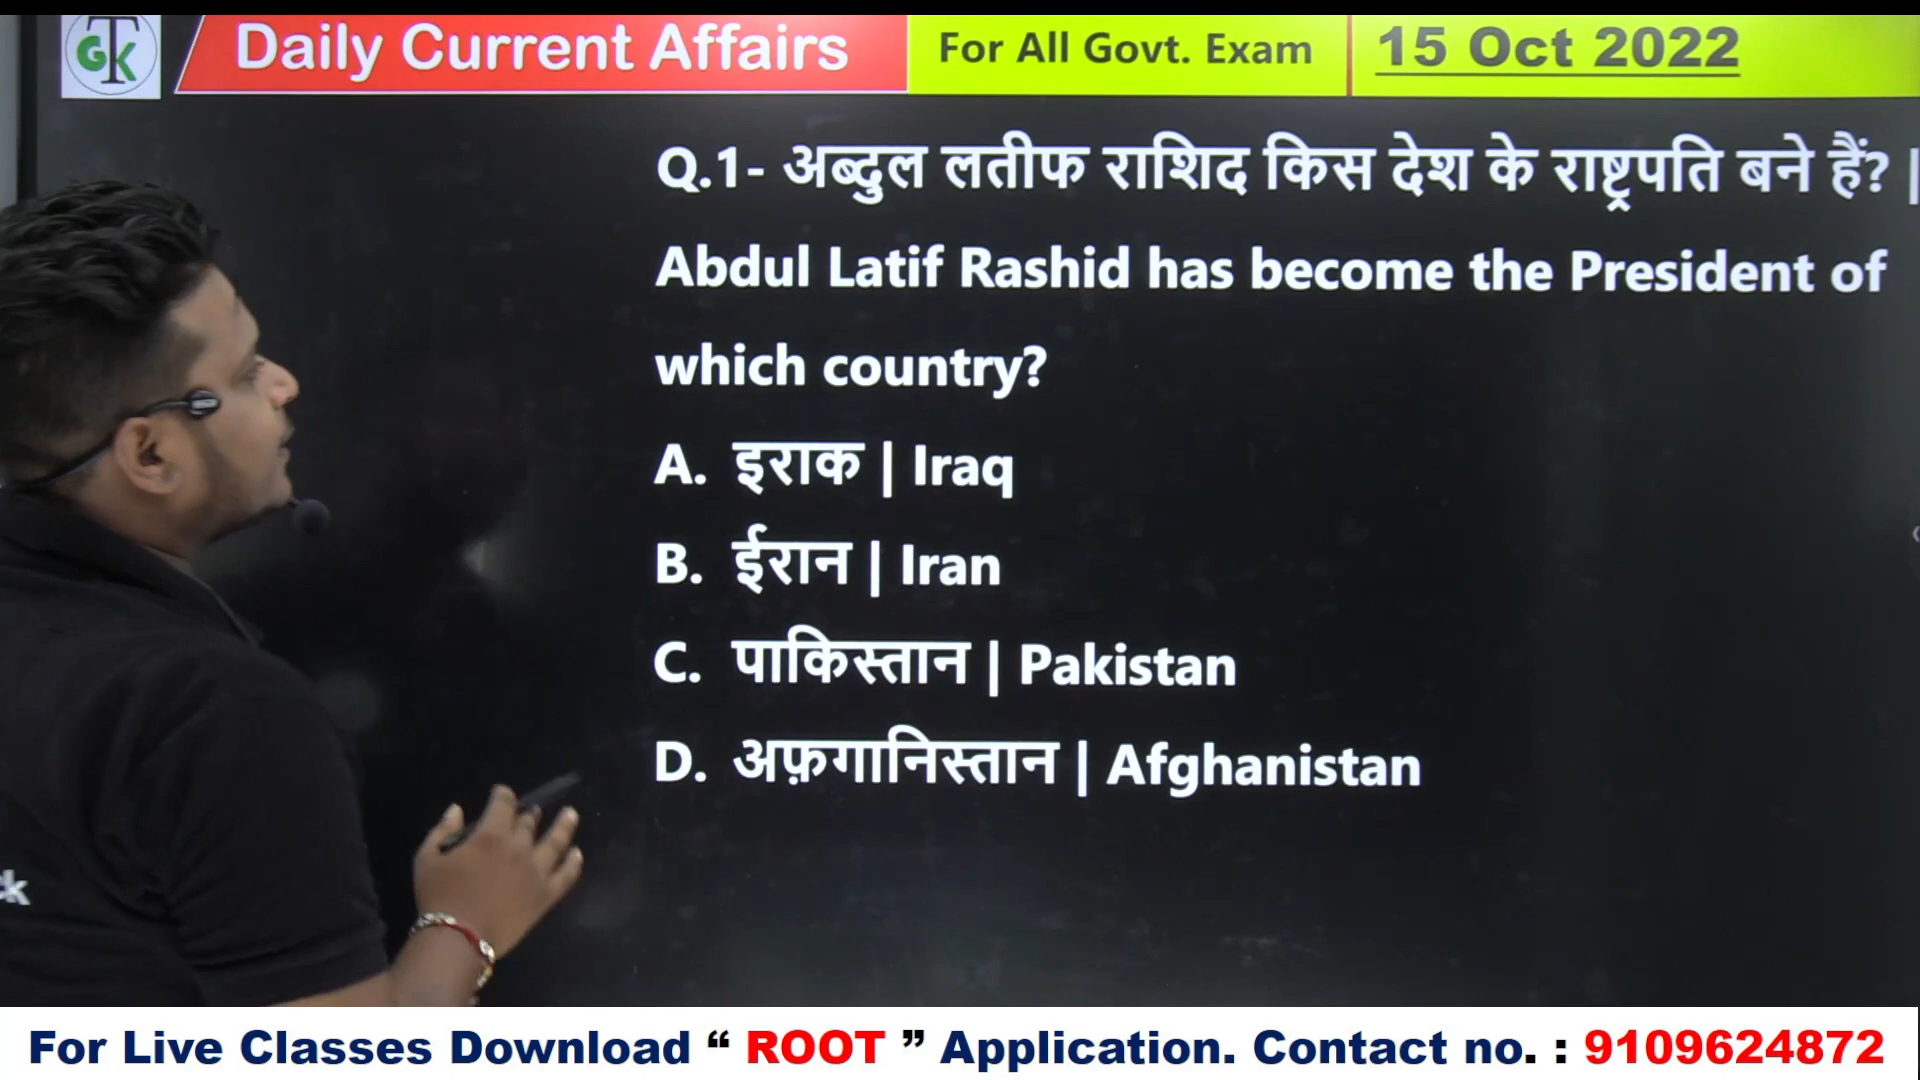 GTK
Daily Current Affairs
For All Govt. Exam
15 Oct 2022
Q.1- अब्दुल लतीफ राशिद किस देश के राष्ट्रपति बने हैं? |
Abdul Latif Rashid has become the President of
which country?
A. इराक | Iraq
B. ईरान | Iran
C. पाकिस्तान | Pakistan
D. अफ़गानिस्तान | Afghanistan
For Live Classes Download “ ROOT ” Application. Contact no. : 9109624872